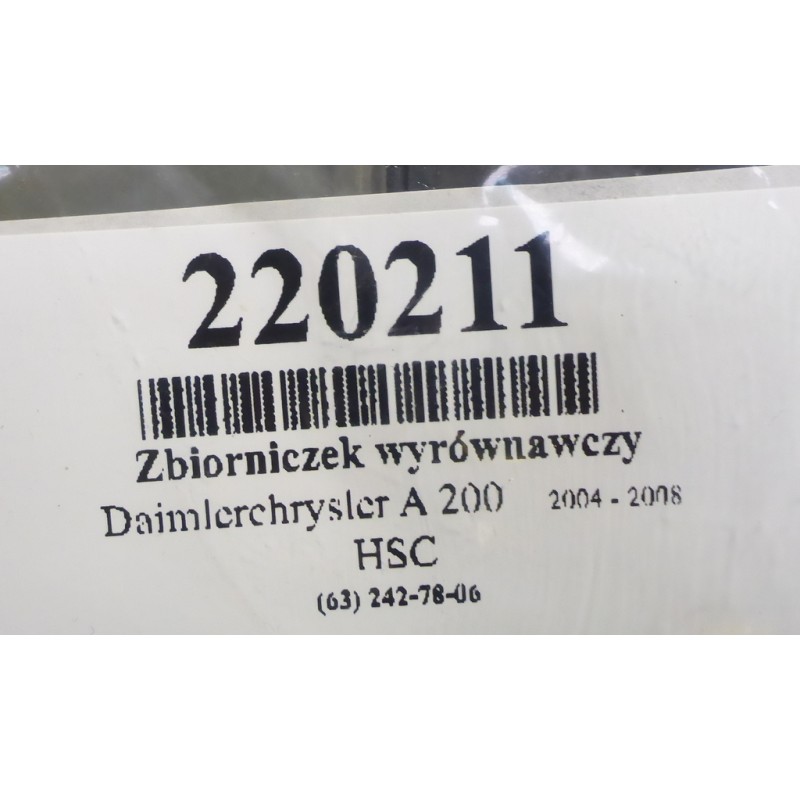 220211
Zbiorniczek wyrównawczy
Daimlerchrysler A 200 2004 - 2008
HSC
(63) 242-78-06